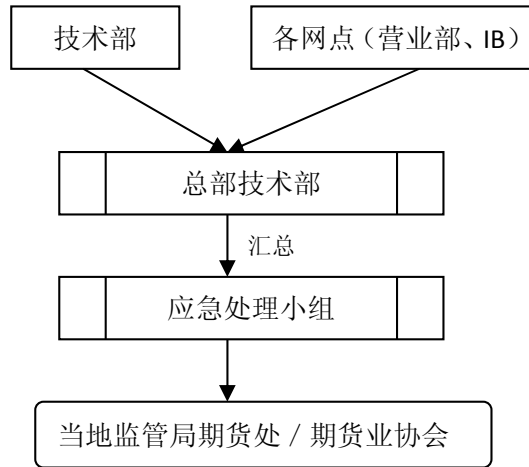 技术部
各网点（营业部、IB）
总部技术部
汇总
应急处理小组
当地监管局期货处 / 期货业协会